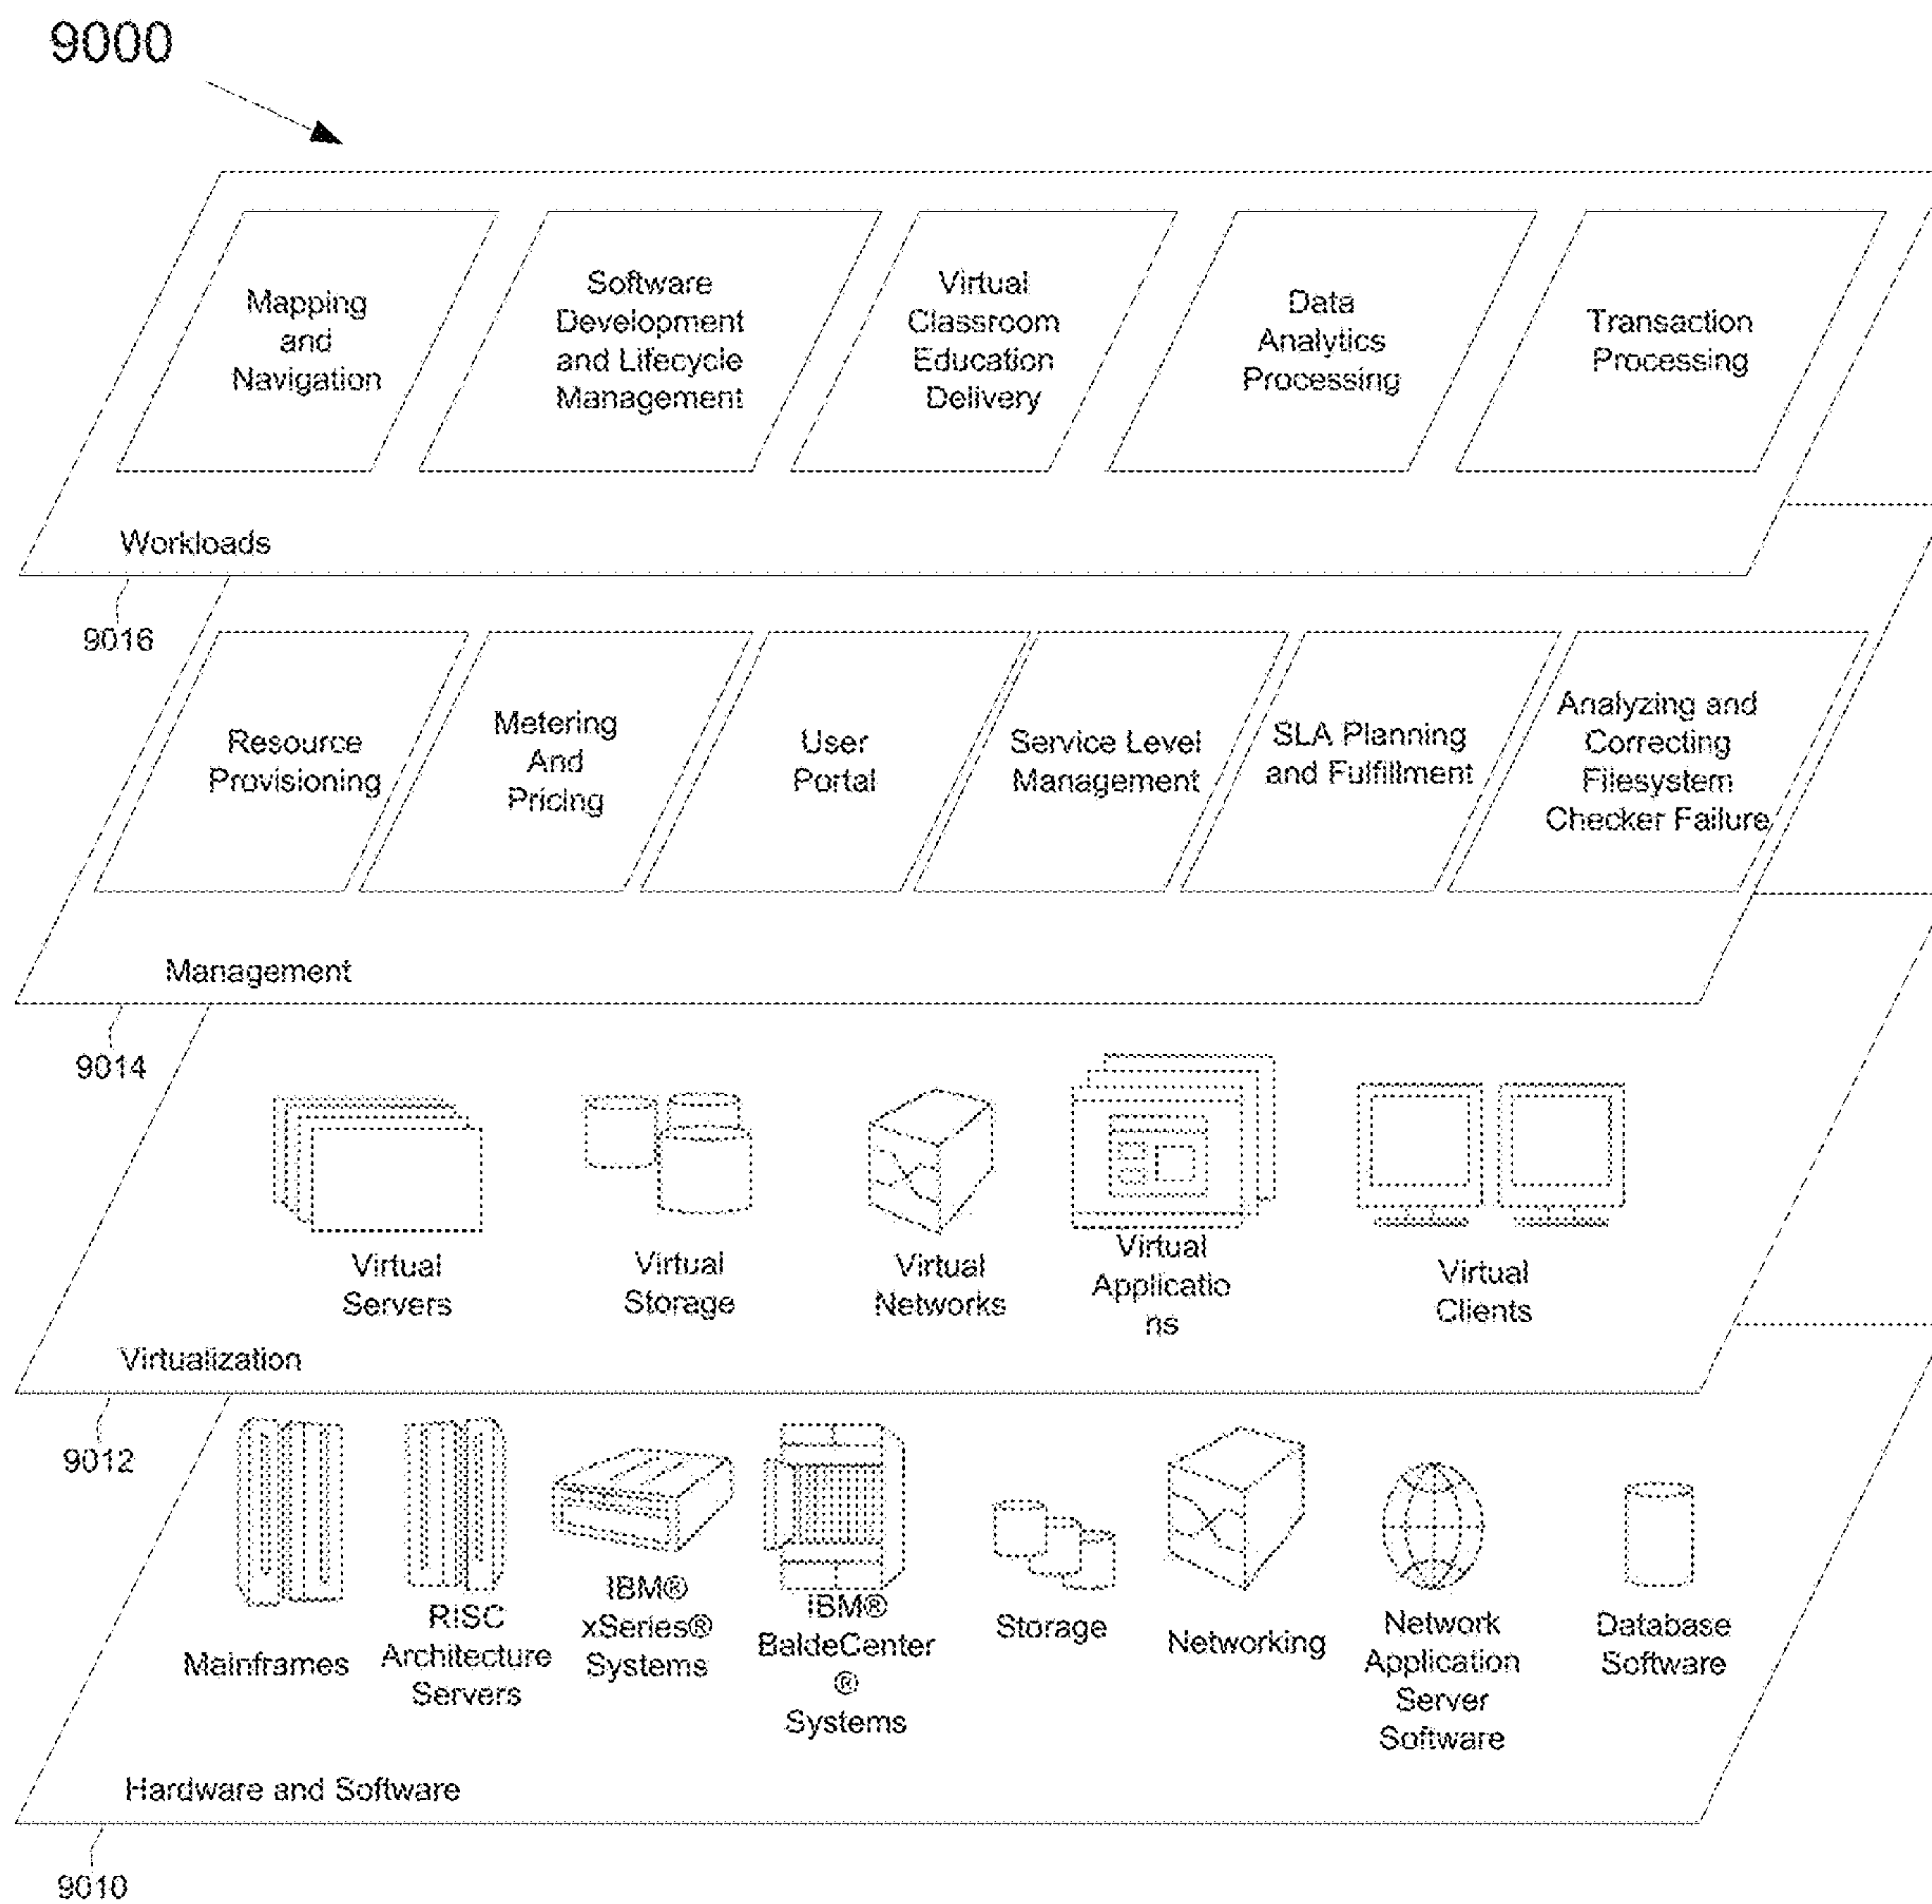 9000
Mapping
and
Navigation
Software
Development
and Lifecycle
Management
Virtual
Classroom
Education
Delivery
Data
Analytics
Processing
Transaction
Processing
Workloads
9016
Resource
Provisioning
Metering
And
Pricing
User
Portal
Service Level
Management
SLA Planning
and Fulfillment
Analyzing and
Correcting
Filesystem
Checker Failure
Management
9014
Virtual
Servers
Virtual
Storage
Virtual
Networks
Virtual
Applicatio
ns
Virtual
Clients
Virtualization
9012
Mainframes
RISC
Architecture
Servers
IBM®
xSeries®
Systems
IBM®
BaldeCenter
®
Systems
Storage
Networking
Network
Application
Server
Software
Database
Software
Hardware and Software
9010